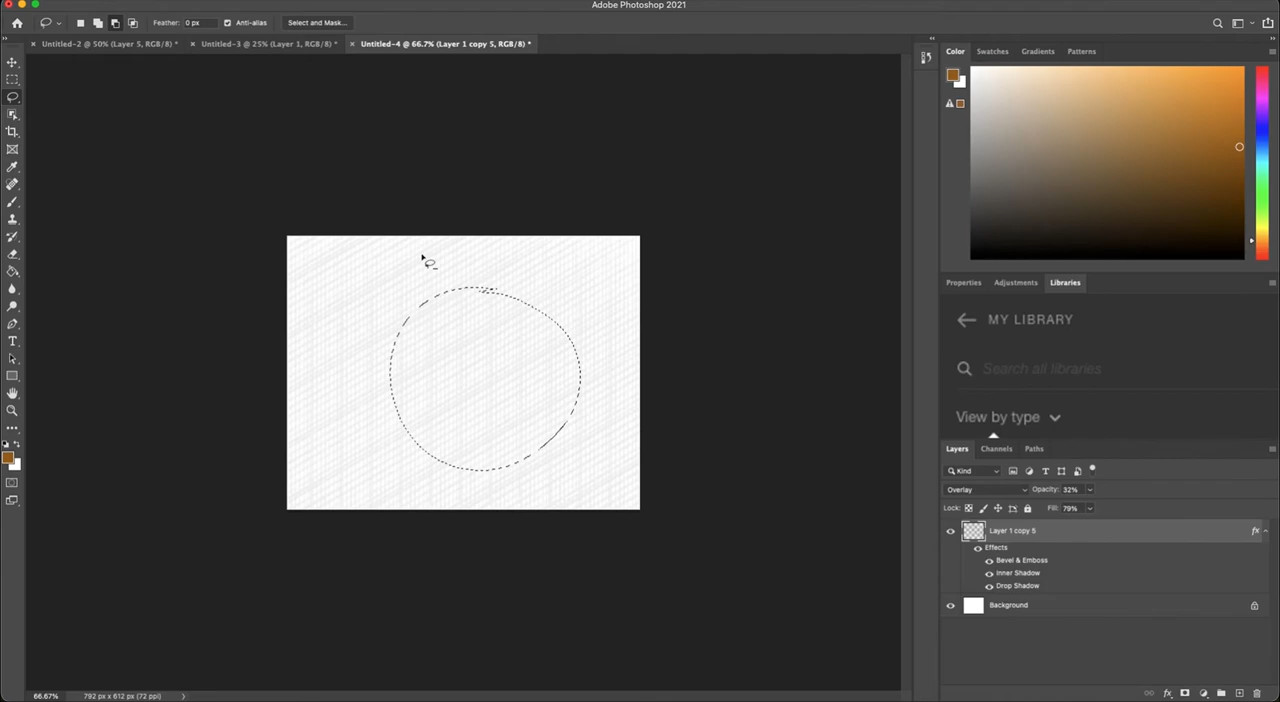 Adobe Photoshop 2021
Feather: 0 px
Anti-alias
Select and Mask...
Untitled-2 @ 50% (Layer 5, RGB/8) *
Untitled-3 @ 25% (Layer 1, RGB/8) *
Untitled-4 @ 66.7% (Layer 1 copy 5, RGB/8) *
Color
Swatches
Gradients
Patterns
Properties
Adjustments
Libraries
MY LIBRARY
Search all libraries
View by type
Layers
Channels
Paths
Kind
Overlay
Opacity: 32%
Lock:
Fill: 79%
Layer 1 copy 5
fx
Effects
Bevel & Emboss
Inner Shadow
Drop Shadow
Background
66.67%
792 px x 612 px (72 ppi)
fx